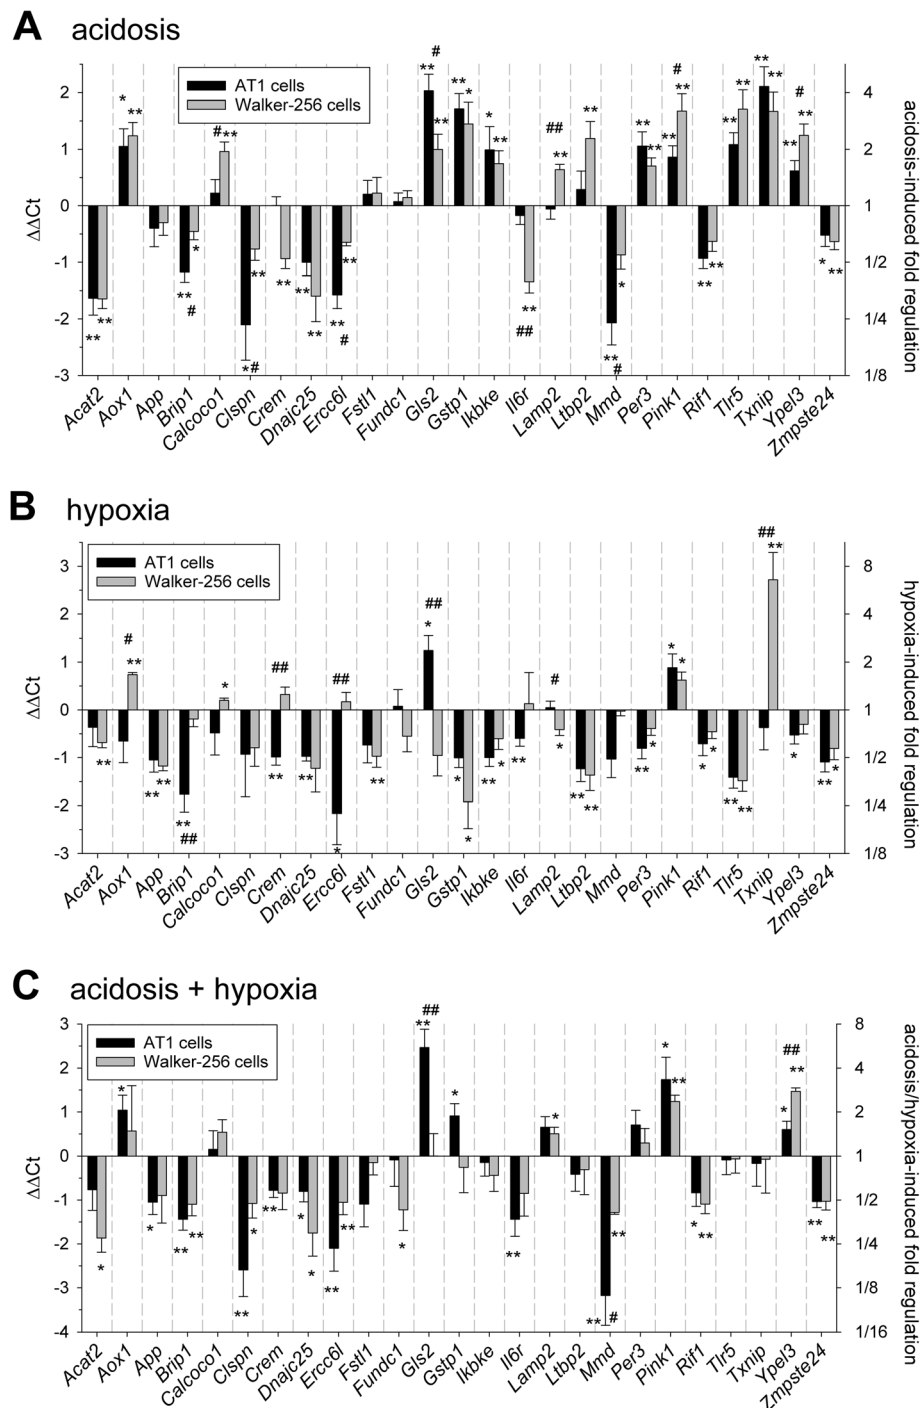 A acidosis
AT1 cells
Walker-256 cells
ΔΔCt
2
1
0
-1
-2
-3
4
2
1
1/2
1/4
1/8
acidosis-induced fold regulation
* ** # ** ** # ** ** * * ** ## ** ** ** ** ** # ** ** ** ** ** # **
** ** ** # * * # ** ** ** ** ** # ** ** ## ** # * ** ** * **
Acat2 Aox1 App Brip1 Calcoco1 Clspn Crem Dnajc25 Ercc6l Fstl1 Fundc1 Gls2 Gstp1 Ikbke Il6r Lamp2 Ltbp2 Mmd Per3 Pink1 Rif1 Tlr5 Txnip Ypel3 Zmpste24
B hypoxia
AT1 cells
Walker-256 cells
ΔΔCt
3
2
1
0
-1
-2
-3
8
4
2
1
1/2
1/4
1/8
hypoxia-induced fold regulation
# ** * ## ## ## * # * * ## **
** ** ** ** ## ** ** * ** * * ** * ** * ** ** ** * * * ** ** * ** *
Acat2 Aox1 App Brip1 Calcoco1 Clspn Crem Dnajc25 Ercc6l Fstl1 Fundc1 Gls2 Gstp1 Ikbke Il6r Lamp2 Ltbp2 Mmd Per3 Pink1 Rif1 Tlr5 Txnip Ypel3 Zmpste24
C acidosis + hypoxia
AT1 cells
Walker-256 cells
ΔΔCt
3
2
1
0
-1
-2
-3
-4
8
4
2
1
1/2
1/4
1/8
1/16
acidosis/hypoxia-induced fold regulation
* ** ## * * * ** * ## **
* * ** ** ** * ** * * ** ** * ** ** # ** * ** ** **
Acat2 Aox1 App Brip1 Calcoco1 Clspn Crem Dnajc25 Ercc6l Fstl1 Fundc1 Gls2 Gstp1 Ikbke Il6r Lamp2 Ltbp2 Mmd Per3 Pink1 Rif1 Tlr5 Txnip Ypel3 Zmpste24